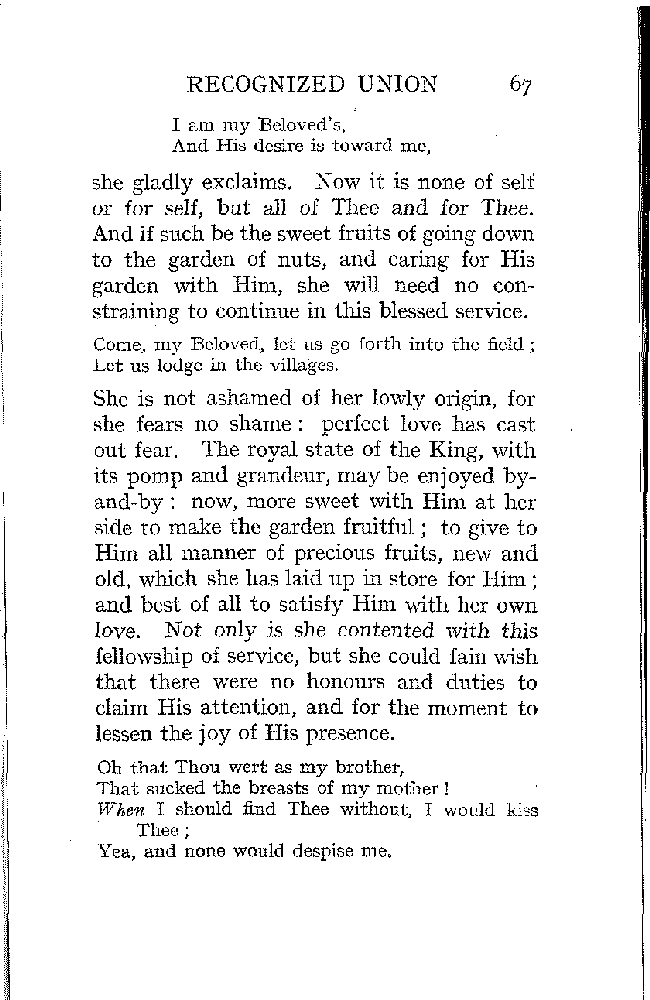 RECOGNIZED UNION 67
I am my Beloved's,
And His desire is toward me,
she gladly exclaims. Now it is none of self
or for self, but all of Thee and for Thee.
And if such be the sweet fruits of going down
to the garden of nuts, and caring for His
garden with Him, she will need no con-
straining to continue in this blessed service.
Come, my Beloved, let us go forth into the field ;
Let us lodge in the villages.
She is not ashamed of her lowly origin, for
she fears no shame : perfect love has cast
out fear. The royal state of the King, with
its pomp and grandeur, may be enjoyed by-
and-by : now, more sweet with Him at her
side to make the garden fruitful ; to give to
Him all manner of precious fruits, new and
old, which she has laid up in store for Him ;
and best of all to satisfy Him with her own
love. Not only is she contented with this
fellowship of service, but she could fain wish
that there were no honours and duties to
claim His attention, and for the moment to
lessen the joy of His presence.
Oh that Thou wert as my brother,
That sucked the breasts of my mother !
When I should find Thee without, I would kiss
Thee ;
Yea, and none would despise me.